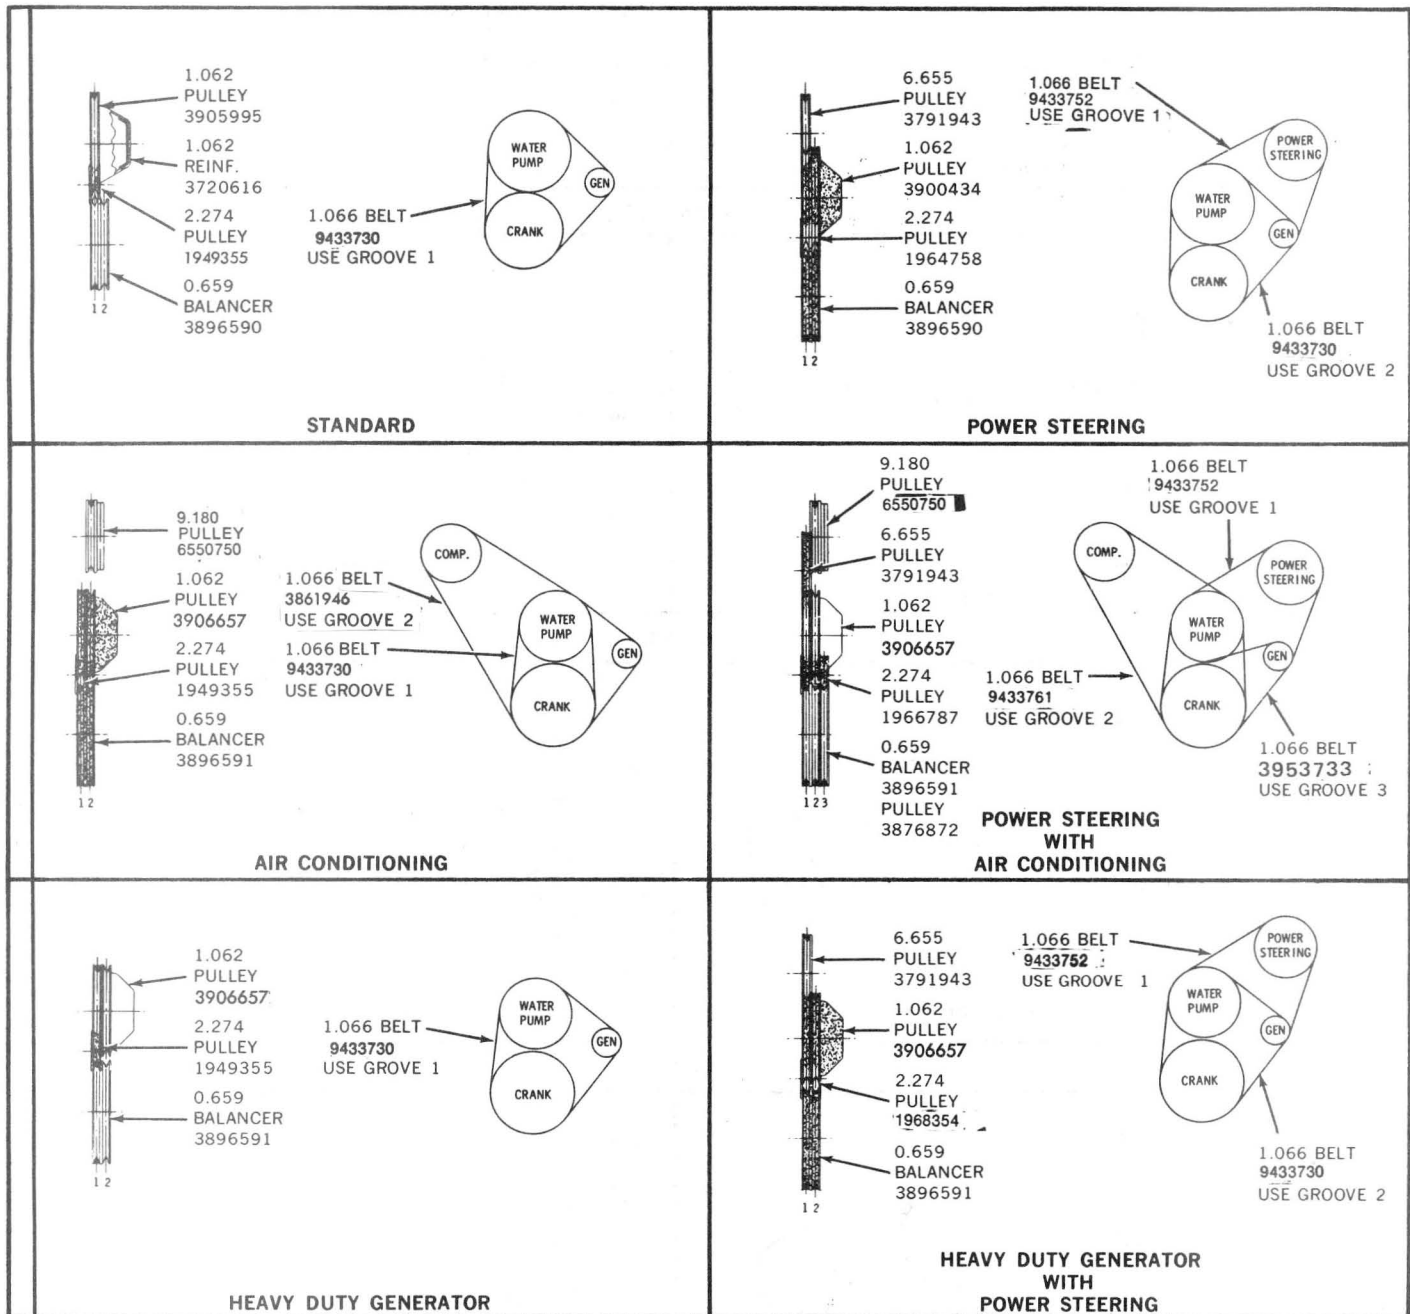 1.062
PULLEY
3905995
1.062
REINF.
3720616
2.274
PULLEY
1949355
0.659
BALANCER
3896590
1 2
1.066 BELT
9433730
USE GROOVE 1
WATER
PUMP
GEN
CRANK
STANDARD
6.655
PULLEY
3791943
1.062
PULLEY
3900434
2.274
PULLEY
1964758
0.659
BALANCER
3896590
1 2
1.066 BELT
9433752
USE GROOVE 1
POWER
STEERING
WATER
PUMP
GEN
CRANK
1.066 BELT
9433730
USE GROOVE 2
POWER STEERING
9.180
PULLEY
6550750
1.062
PULLEY
3906657
2.274
PULLEY
1949355
0.659
BALANCER
3896591
1 2
1.066 BELT
3861946
USE GROOVE 2
1.066 BELT
9433730
USE GROOVE 1
COMP.
WATER
PUMP
GEN
CRANK
AIR CONDITIONING
9.180
PULLEY
6550750
6.655
PULLEY
3791943
1.062
PULLEY
3906657
2.274
PULLEY
1966787
0.659
BALANCER
3896591
PULLEY
3876872
1 2 3
1.066 BELT
9433752
USE GROOVE 1
COMP.
POWER
STEERING
WATER
PUMP
GEN
CRANK
1.066 BELT
9433761
USE GROOVE 2
1.066 BELT
3953733
USE GROOVE 3
POWER STEERING
WITH
AIR CONDITIONING
1.062
PULLEY
3906657
2.274
PULLEY
1949355
0.659
BALANCER
3896591
1 2
1.066 BELT
9433730
USE GROVE 1
WATER
PUMP
GEN
CRANK
HEAVY DUTY GENERATOR
6.655
PULLEY
3791943
1.062
PULLEY
3906657
2.274
PULLEY
1968354
0.659
BALANCER
3896591
1 2
1.066 BELT
9433752
USE GROOVE 1
POWER
STEERING
WATER
PUMP
GEN
CRANK
1.066 BELT
9433730
USE GROOVE 2
HEAVY DUTY GENERATOR
WITH
POWER STEERING